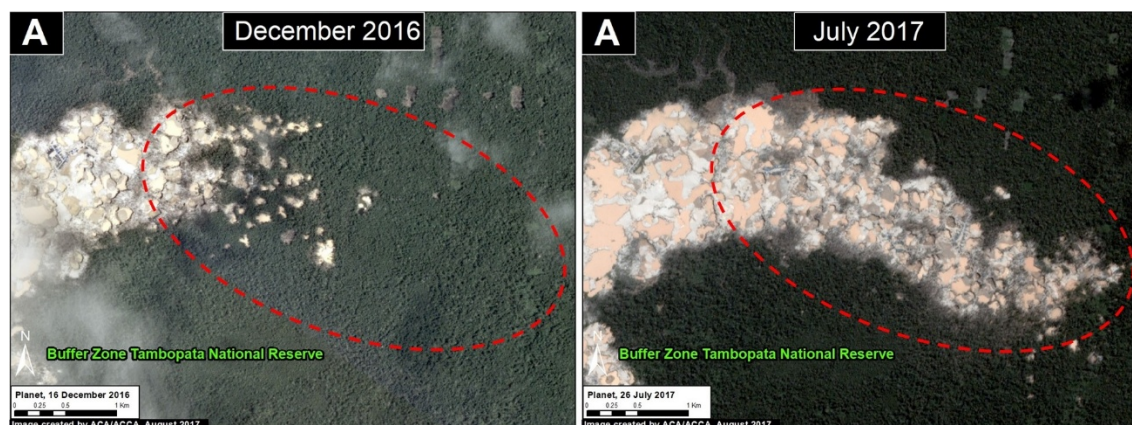 A
December 2016
N
Buffer Zone Tambopata National Reserve
Planet, 16 December 2016
0 0.25 0.5 1 Km
Image created by ACA/ACCA, August 2017
A
July 2017
N
Buffer Zone Tambopata National Reserve
Planet, 26 July 2017
0 0.25 0.5 1 Km
Image created by ACA/ACCA, August 2017